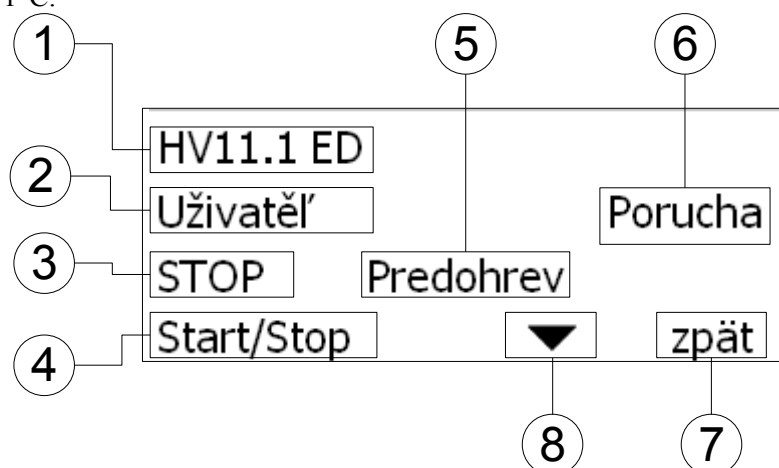 1 5 6
HV11.1 ED
2 Uživatěľ Porucha
3 STOP Predohrev
Start/Stop zpät
4
8 7